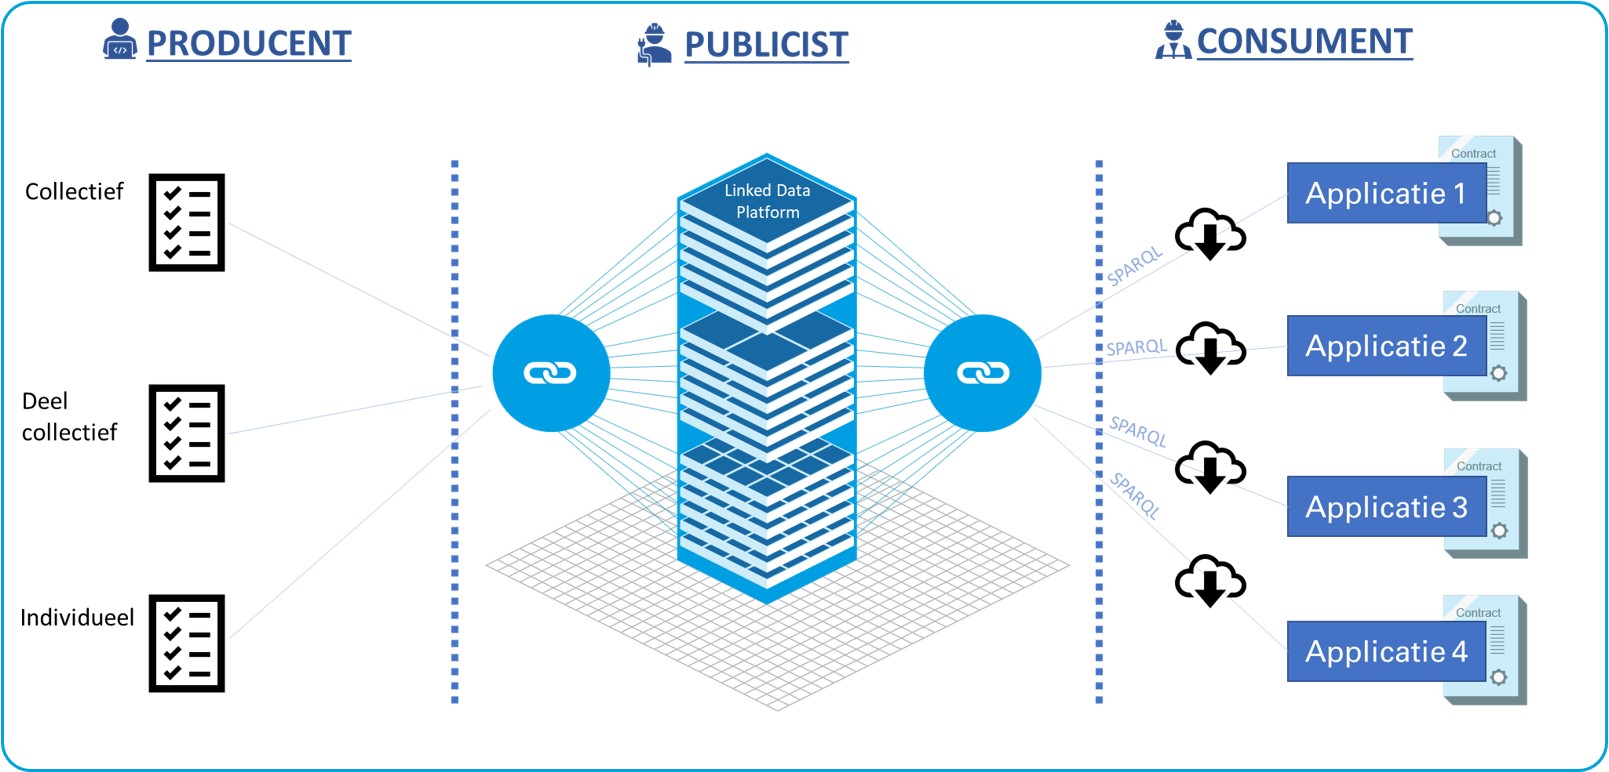 PRODUCENT
PUBLICIST
CONSUMENT
Collectief
Deel
collectief
Individueel
Linked Data
Platform
SPARQL
SPARQL
SPARQL
SPARQL
Contract
Applicatie 1
Contract
Applicatie 2
Contract
Applicatie 3
Contract
Applicatie 4